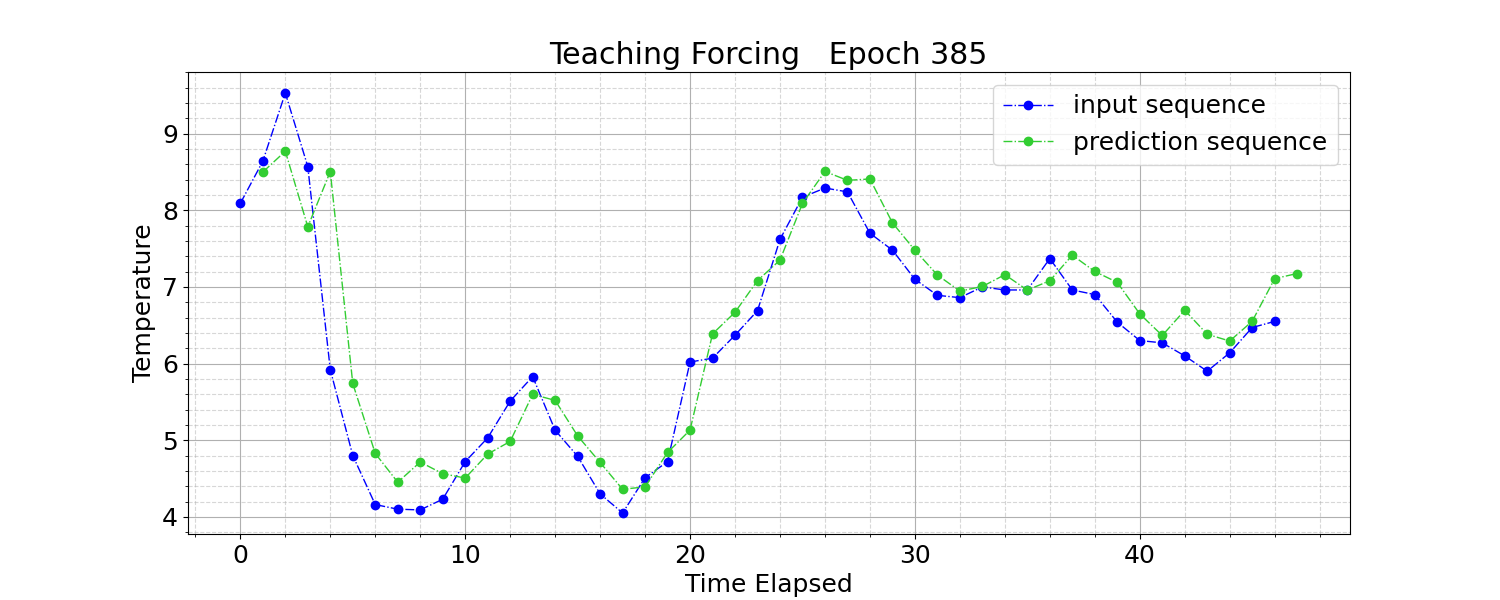 Teaching Forcing   Epoch 385
input sequence
prediction sequence
Temperature
9
8
7
6
5
4
0 10 20 30 40
Time Elapsed